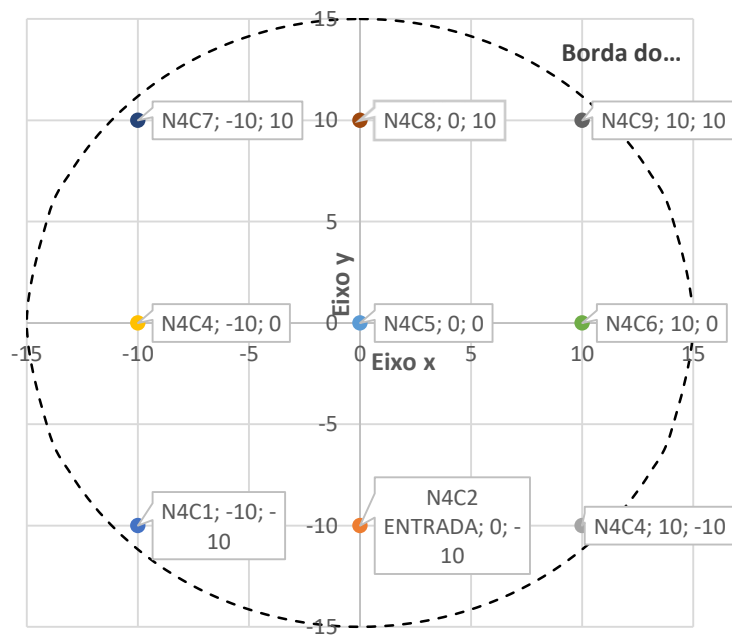 15
Borda do...
N4C7; -10; 10
10
N4C8; 0; 10
N4C9; 10; 10
5
Eixo y
N4C4; -10; 0
0
N4C5; 0; 0
N4C6; 10; 0
-15
-10
-5
0
5
10
15
Eixo x
-5
N4C1; -10; -
10
-10
N4C2
ENTRADA; 0; -
10
N4C4; 10; -10
-15